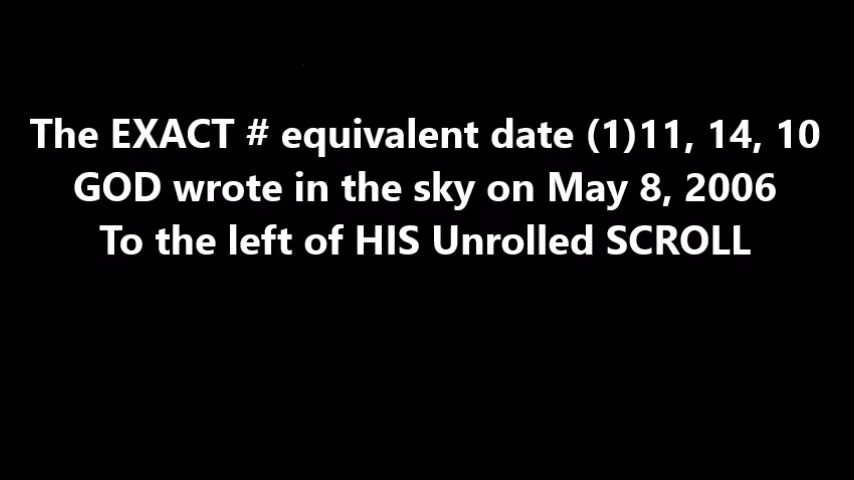 The EXACT # equivalent date (1)11, 14, 10
GOD wrote in the sky on May 8, 2006
To the left of HIS Unrolled SCROLL